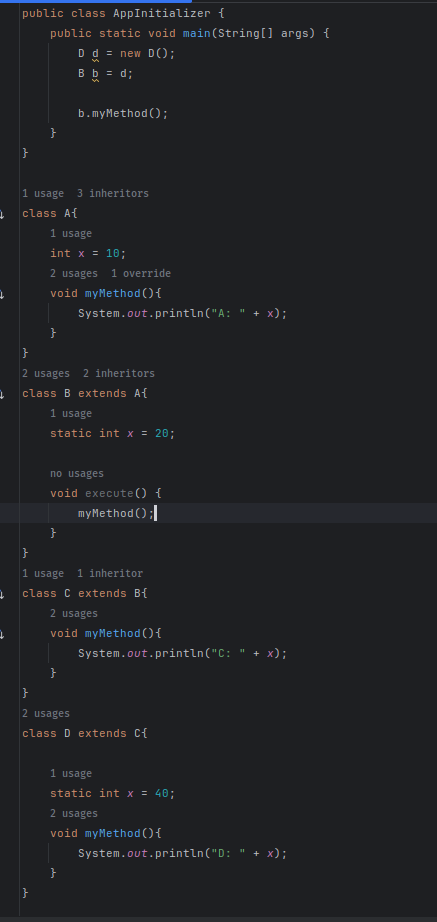 public class AppInitializer {
public static void main(String[] args) {
D d = new D();
B b = d;
b.myMethod();
}
}
1 usage 3 inheritors
class A{
1 usage
int x = 10;
2 usages 1 override
void myMethod(){
System.out.println("A: " + x);
}
}
2 usages 2 inheritors
class B extends A{
1 usage
static int x = 20;
no usages
void execute() {
myMethod();
}
}
1 usage 1 inheritor
class C extends B{
2 usages
void myMethod(){
System.out.println("C: " + x);
}
}
2 usages
class D extends C{
1 usage
static int x = 40;
2 usages
void myMethod(){
System.out.println("D: " + x);
}
}